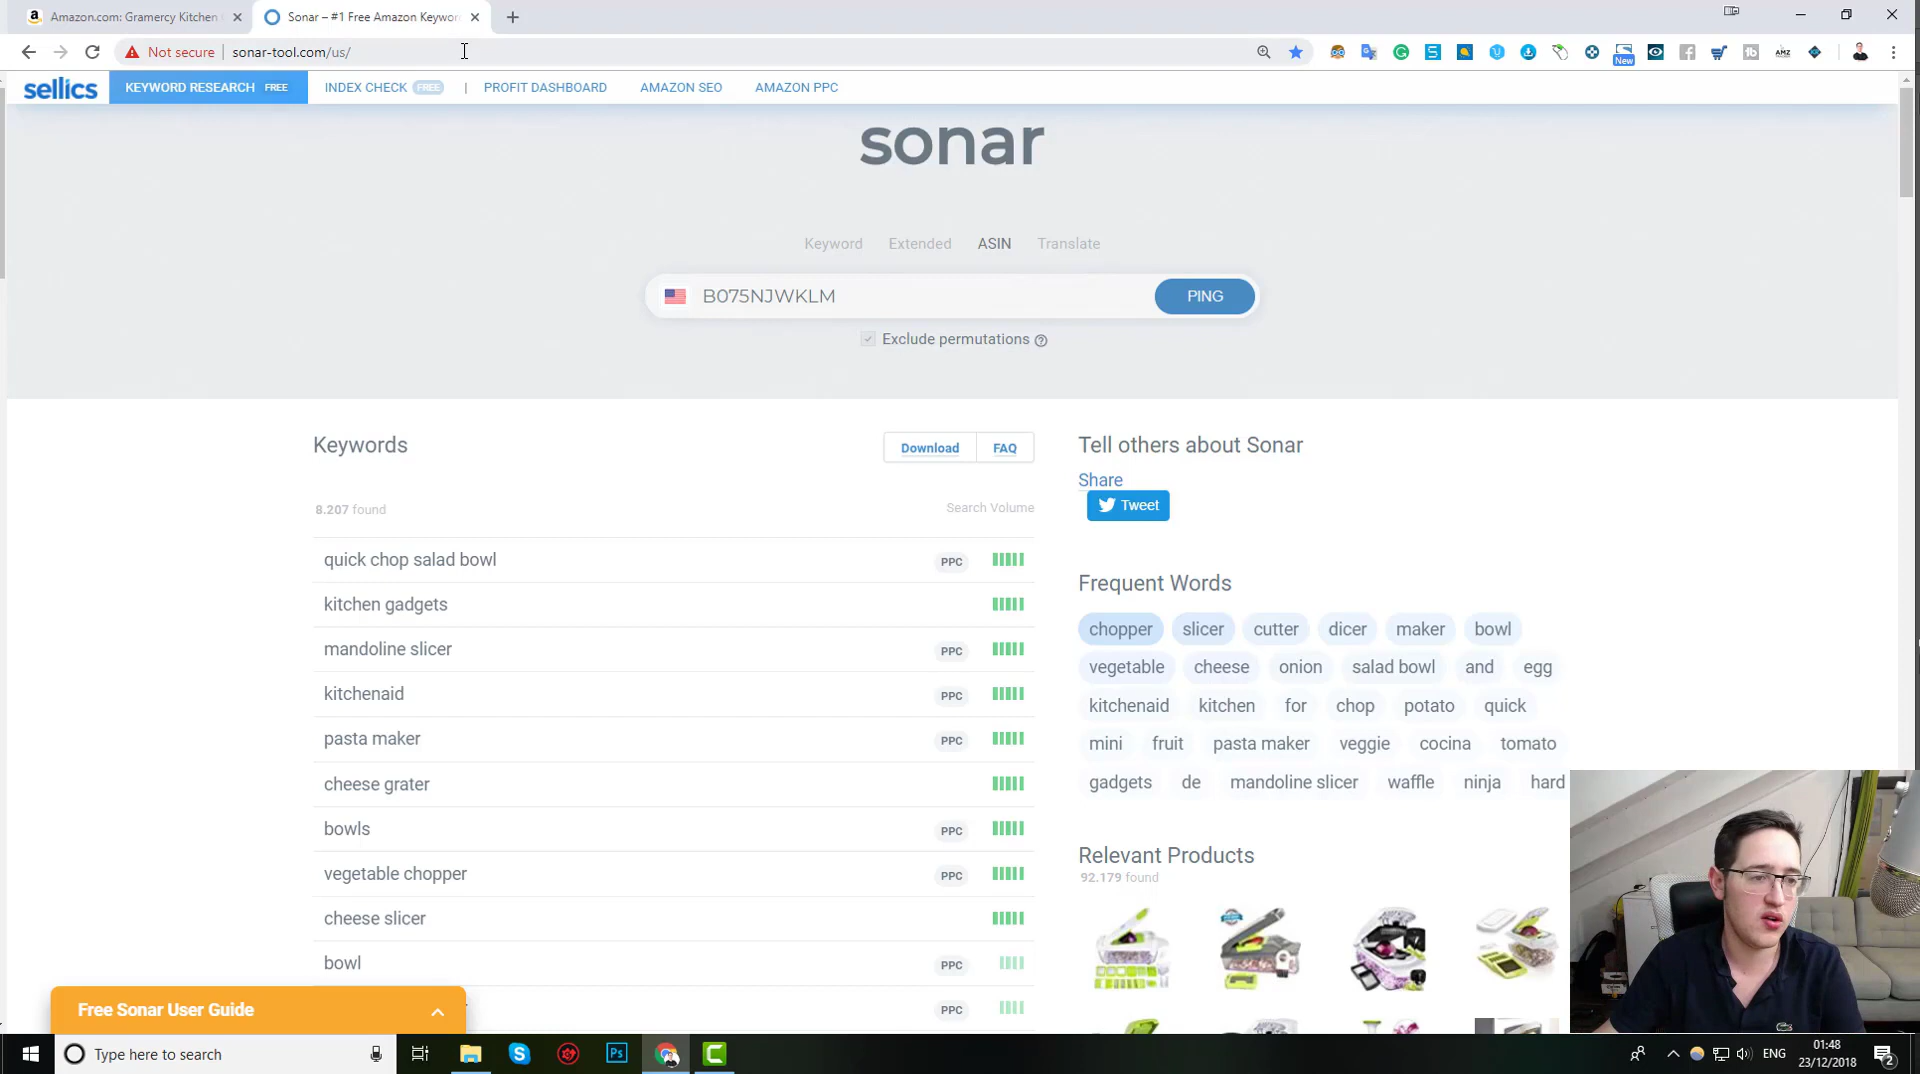 Amazon.com: Gramercy Kitchen
Sonar – #1 Free Amazon Keywor
Not secure
sonar-tool.com/us/
New
AMZ
sellics
KEYWORD RESEARCH FREE
INDEX CHECK FREE
PROFIT DASHBOARD
AMAZON SEO
AMAZON PPC
sonar
Keyword Extended ASIN Translate
B075NJWKLM
PING
Exclude permutations
Keywords
Download
FAQ
8.207 found
Search Volume
quick chop salad bowl PPC
kitchen gadgets
mandoline slicer PPC
kitchenaid PPC
pasta maker PPC
cheese grater
bowls PPC
vegetable chopper PPC
cheese slicer
bowl PPC
PPC
Tell others about Sonar
Share
Tweet
Frequent Words
chopper slicer cutter dicer maker bowl
vegetable cheese onion salad bowl and egg
kitchenaid kitchen for chop potato quick
mini fruit pasta maker veggie cocina tomato
gadgets de mandoline slicer waffle ninja hard
Relevant Products
92.179 found
Free Sonar User Guide
Type here to search
Ps
ENG
01:48
23/12/2018
2